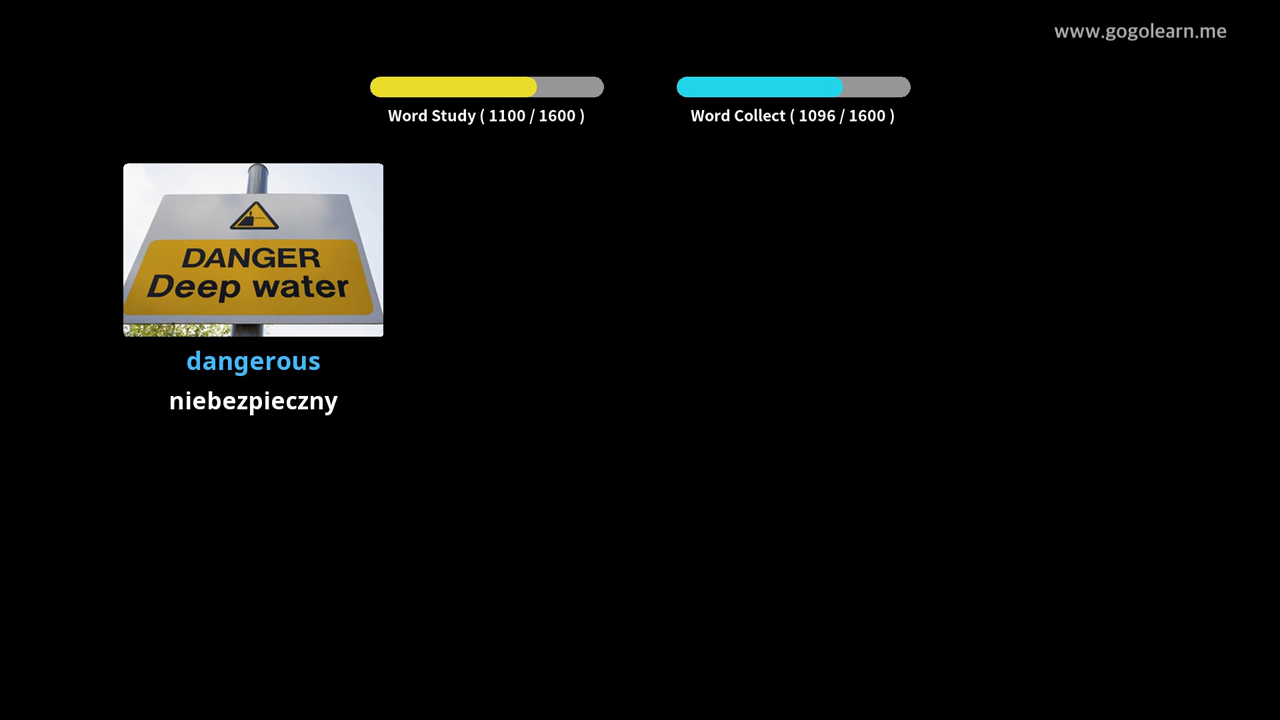 www.gogolearn.me
Word Study ( 1100 / 1600 )
Word Collect ( 1096 / 1600 )
DANGER
Deep water
dangerous
niebezpieczny